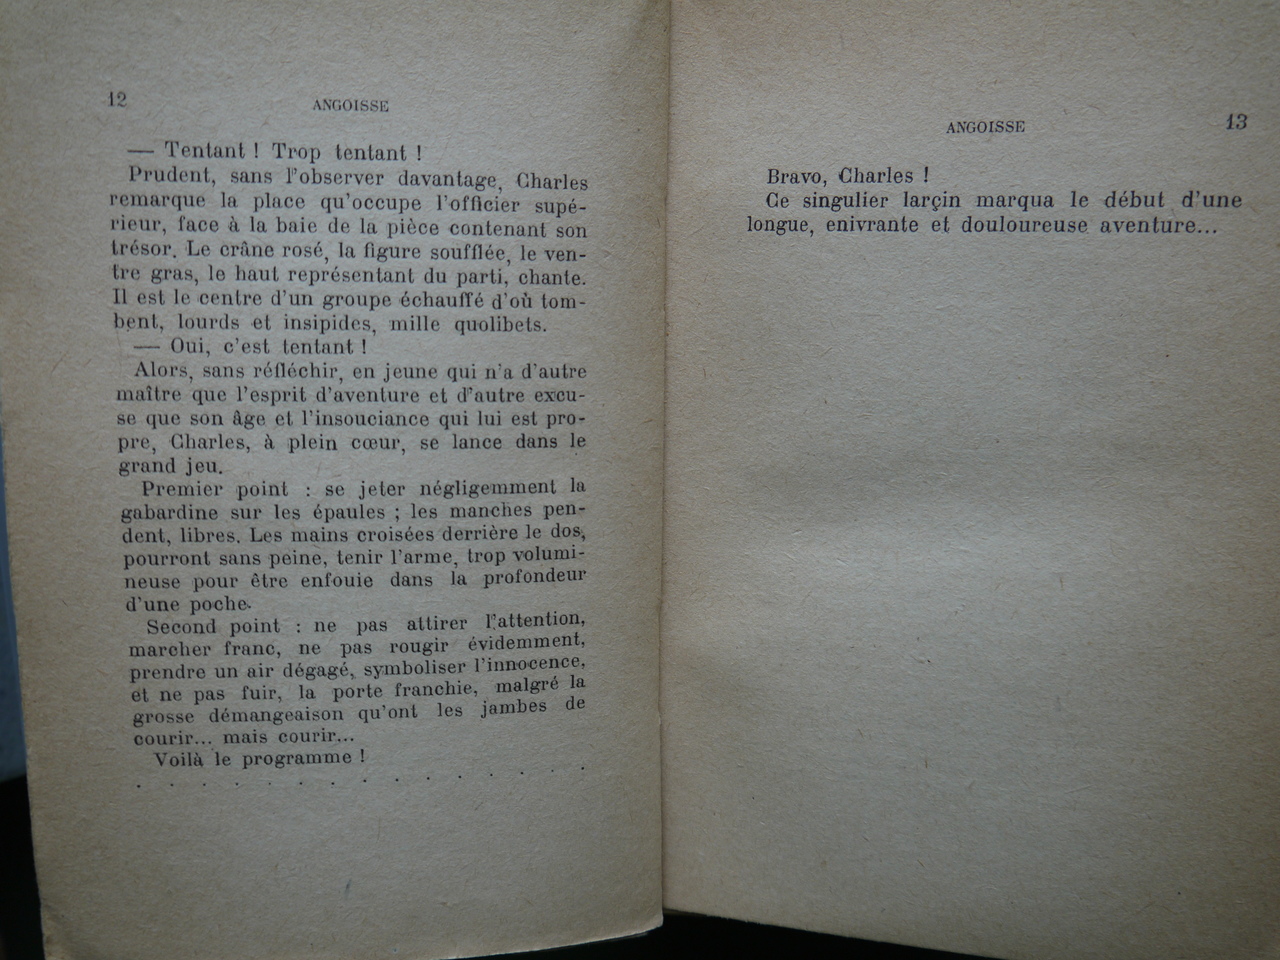 12
ANGOISSE
— Tentant ! Trop tentant !
Prudent, sans l'observer davantage, Charles
remarque la place qu'occupe l'officier supé-
rieur, face à la baie de la pièce contenant son
trésor. Le crâne rosé, la figure soufflée, le ven-
tre gras, le haut représentant du parti, chante.
Il est le centre d'un groupe échauffé d'où tom-
bent, lourds et insipides, mille quolibets.
— Oui, c'est tentant !
Alors, sans réfléchir, en jeune qui n'a d'autre
maître que l'esprit d'aventure et d'autre excu-
se que son âge et l'insouciance qui lui est pro-
pre, Charles, à plein cœur, se lance dans le
grand jeu.
Premier point : se jeter négligemment la
gabardine sur les épaules ; les manches pen-
dent, libres. Les mains croisées derrière le dos,
pourront sans peine, tenir l'arme, trop volumi-
neuse pour être enfouie dans la profondeur
d'une poche.
Second point : ne pas attirer l'attention,
marcher franc, ne pas rougir évidemment,
prendre un air dégagé, symboliser l'innocence,
et ne pas fuir, la porte franchie, malgré la
grosse démangeaison qu'ont les jambes de
courir... mais courir...
Voilà le programme !
. . . . . . . . . . . . .
ANGOISSE
13
Bravo, Charles !
Ce singulier larçin marqua le début d'une
longue, enivrante et douloureuse aventure...